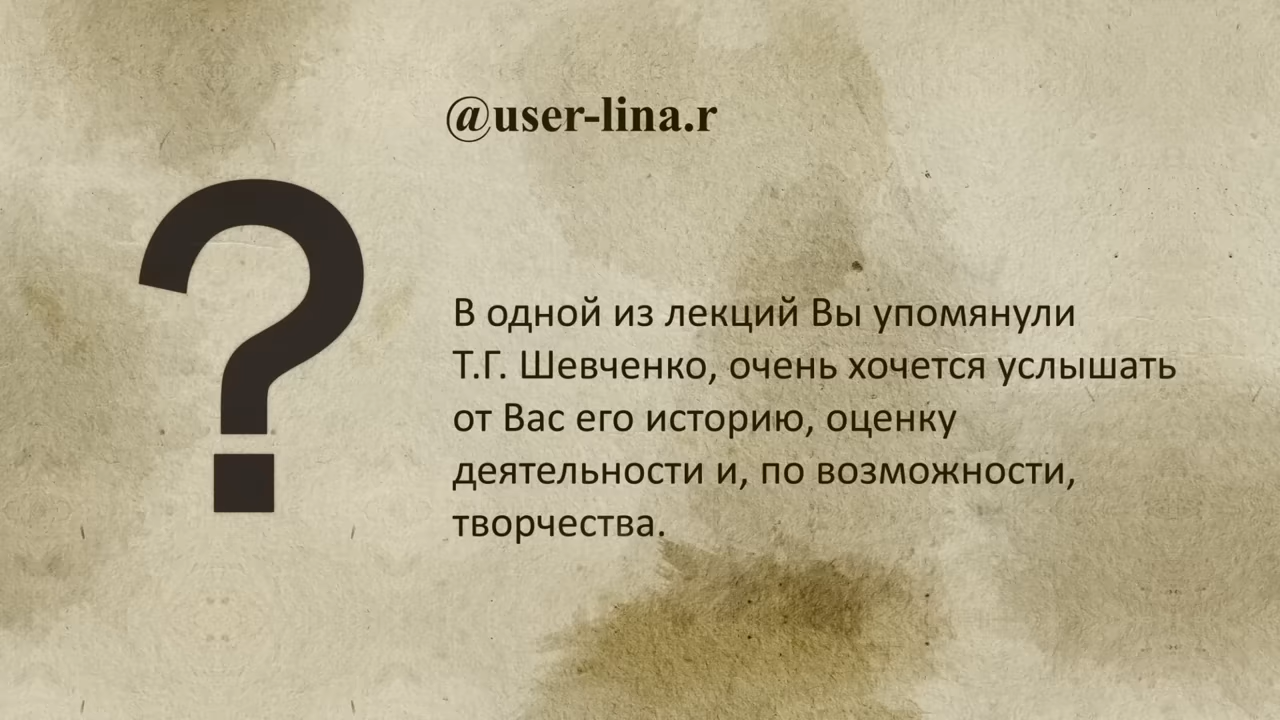 @user-lina.r
?
В одной из лекций Вы упомянули
Т.Г. Шевченко, очень хочется услышать
от Вас его историю, оценку
деятельности и, по возможности,
творчества.